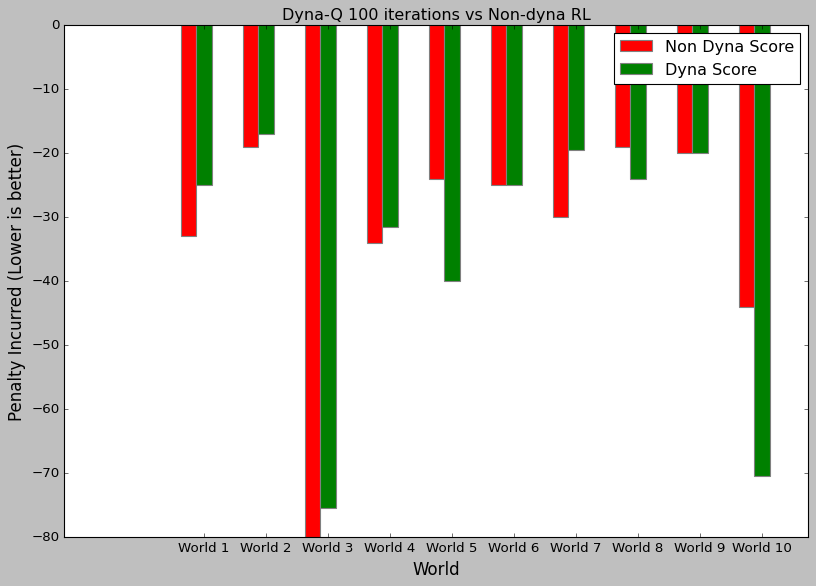 Dyna-Q 100 iterations vs Non-dyna RL
Non Dyna Score
Dyna Score
0
−10
−20
−30
−40
−50
−60
−70
−80
Penalty Incurred (Lower is better)
World 1 World 2 World 3 World 4 World 5 World 6 World 7 World 8 World 9 World 10
World